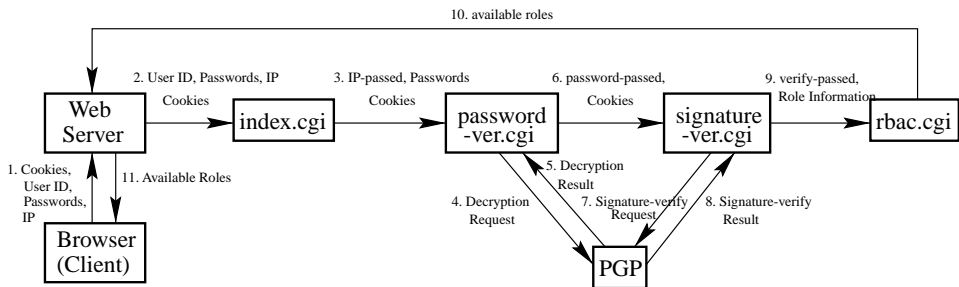 10. available roles
2. User ID, Passwords, IP
Cookies
3. IP-passed, Passwords
Cookies
6. password-passed,
Cookies
9. verify-passed,
Role Information
Web
Server
index.cgi
password
-ver.cgi
signature
-ver.cgi
rbac.cgi
1. Cookies,
User ID,
Passwords,
IP
11. Available Roles
5. Decryption
Result
4. Decryption
Request
7. Signature-verify
Request
8. Signature-verify
Result
Browser
(Client)
PGP